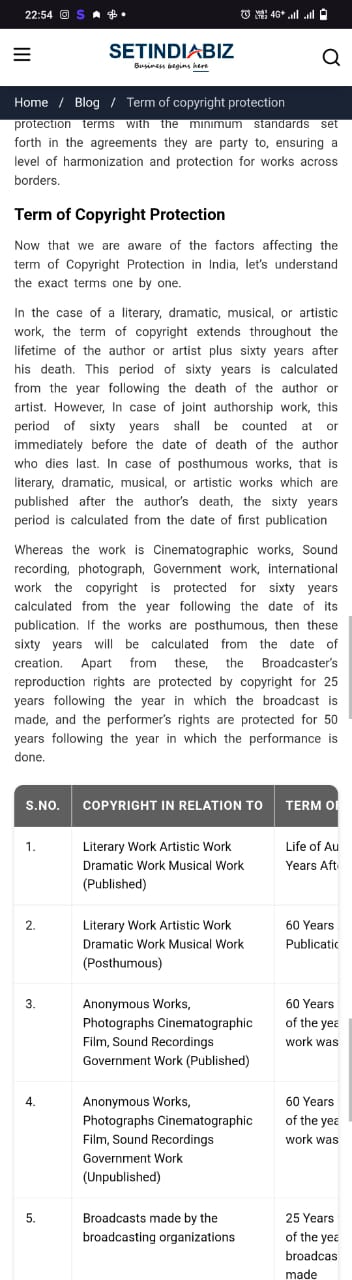 22:54
4G+
SETINDIABIZ
Business begins here
Home / Blog / Term of copyright protection
protection terms with the minimum standards set
forth in the agreements they are party to, ensuring a
level of harmonization and protection for works across
borders.
Term of Copyright Protection
Now that we are aware of the factors affecting the
term of Copyright Protection in India, let's understand
the exact terms one by one.
In the case of a literary, dramatic, musical, or artistic
work, the term of copyright extends throughout the
lifetime of the author or artist plus sixty years after
his death. This period of sixty years is calculated
from the year following the death of the author or
artist. However, In case of joint authorship work, this
period of sixty years shall be counted at or
immediately before the date of death of the author
who dies last. In case of posthumous works, that is
literary, dramatic, musical, or artistic works which are
published after the author's death, the sixty years
period is calculated from the date of first publication
Whereas the work is Cinematographic works, Sound
recording, photograph, Government work, international
work the copyright is protected for sixty years
calculated from the year following the date of its
publication. If the works are posthumous, then these
sixty years will be calculated from the date of
creation. Apart from these, the Broadcaster's
reproduction rights are protected by copyright for 25
years following the year in which the broadcast is
made, and the performer's rights are protected for 50
years following the year in which the performance is
done.
S.NO. COPYRIGHT IN RELATION TO TERM O
1. Literary Work Artistic Work Life of Au
Dramatic Work Musical Work Years Aft
(Published)
2. Literary Work Artistic Work 60 Years
Dramatic Work Musical Work Publicatic
(Posthumous)
3. Anonymous Works, 60 Years
Photographs Cinematographic of the yea
Film, Sound Recordings work was
Government Work (Published)
4. Anonymous Works, 60 Years
Photographs Cinematographic of the yea
Film, Sound Recordings work was
Government Work
(Unpublished)
5. Broadcasts made by the 25 Years
broadcasting organizations of the yea
broadcas
made